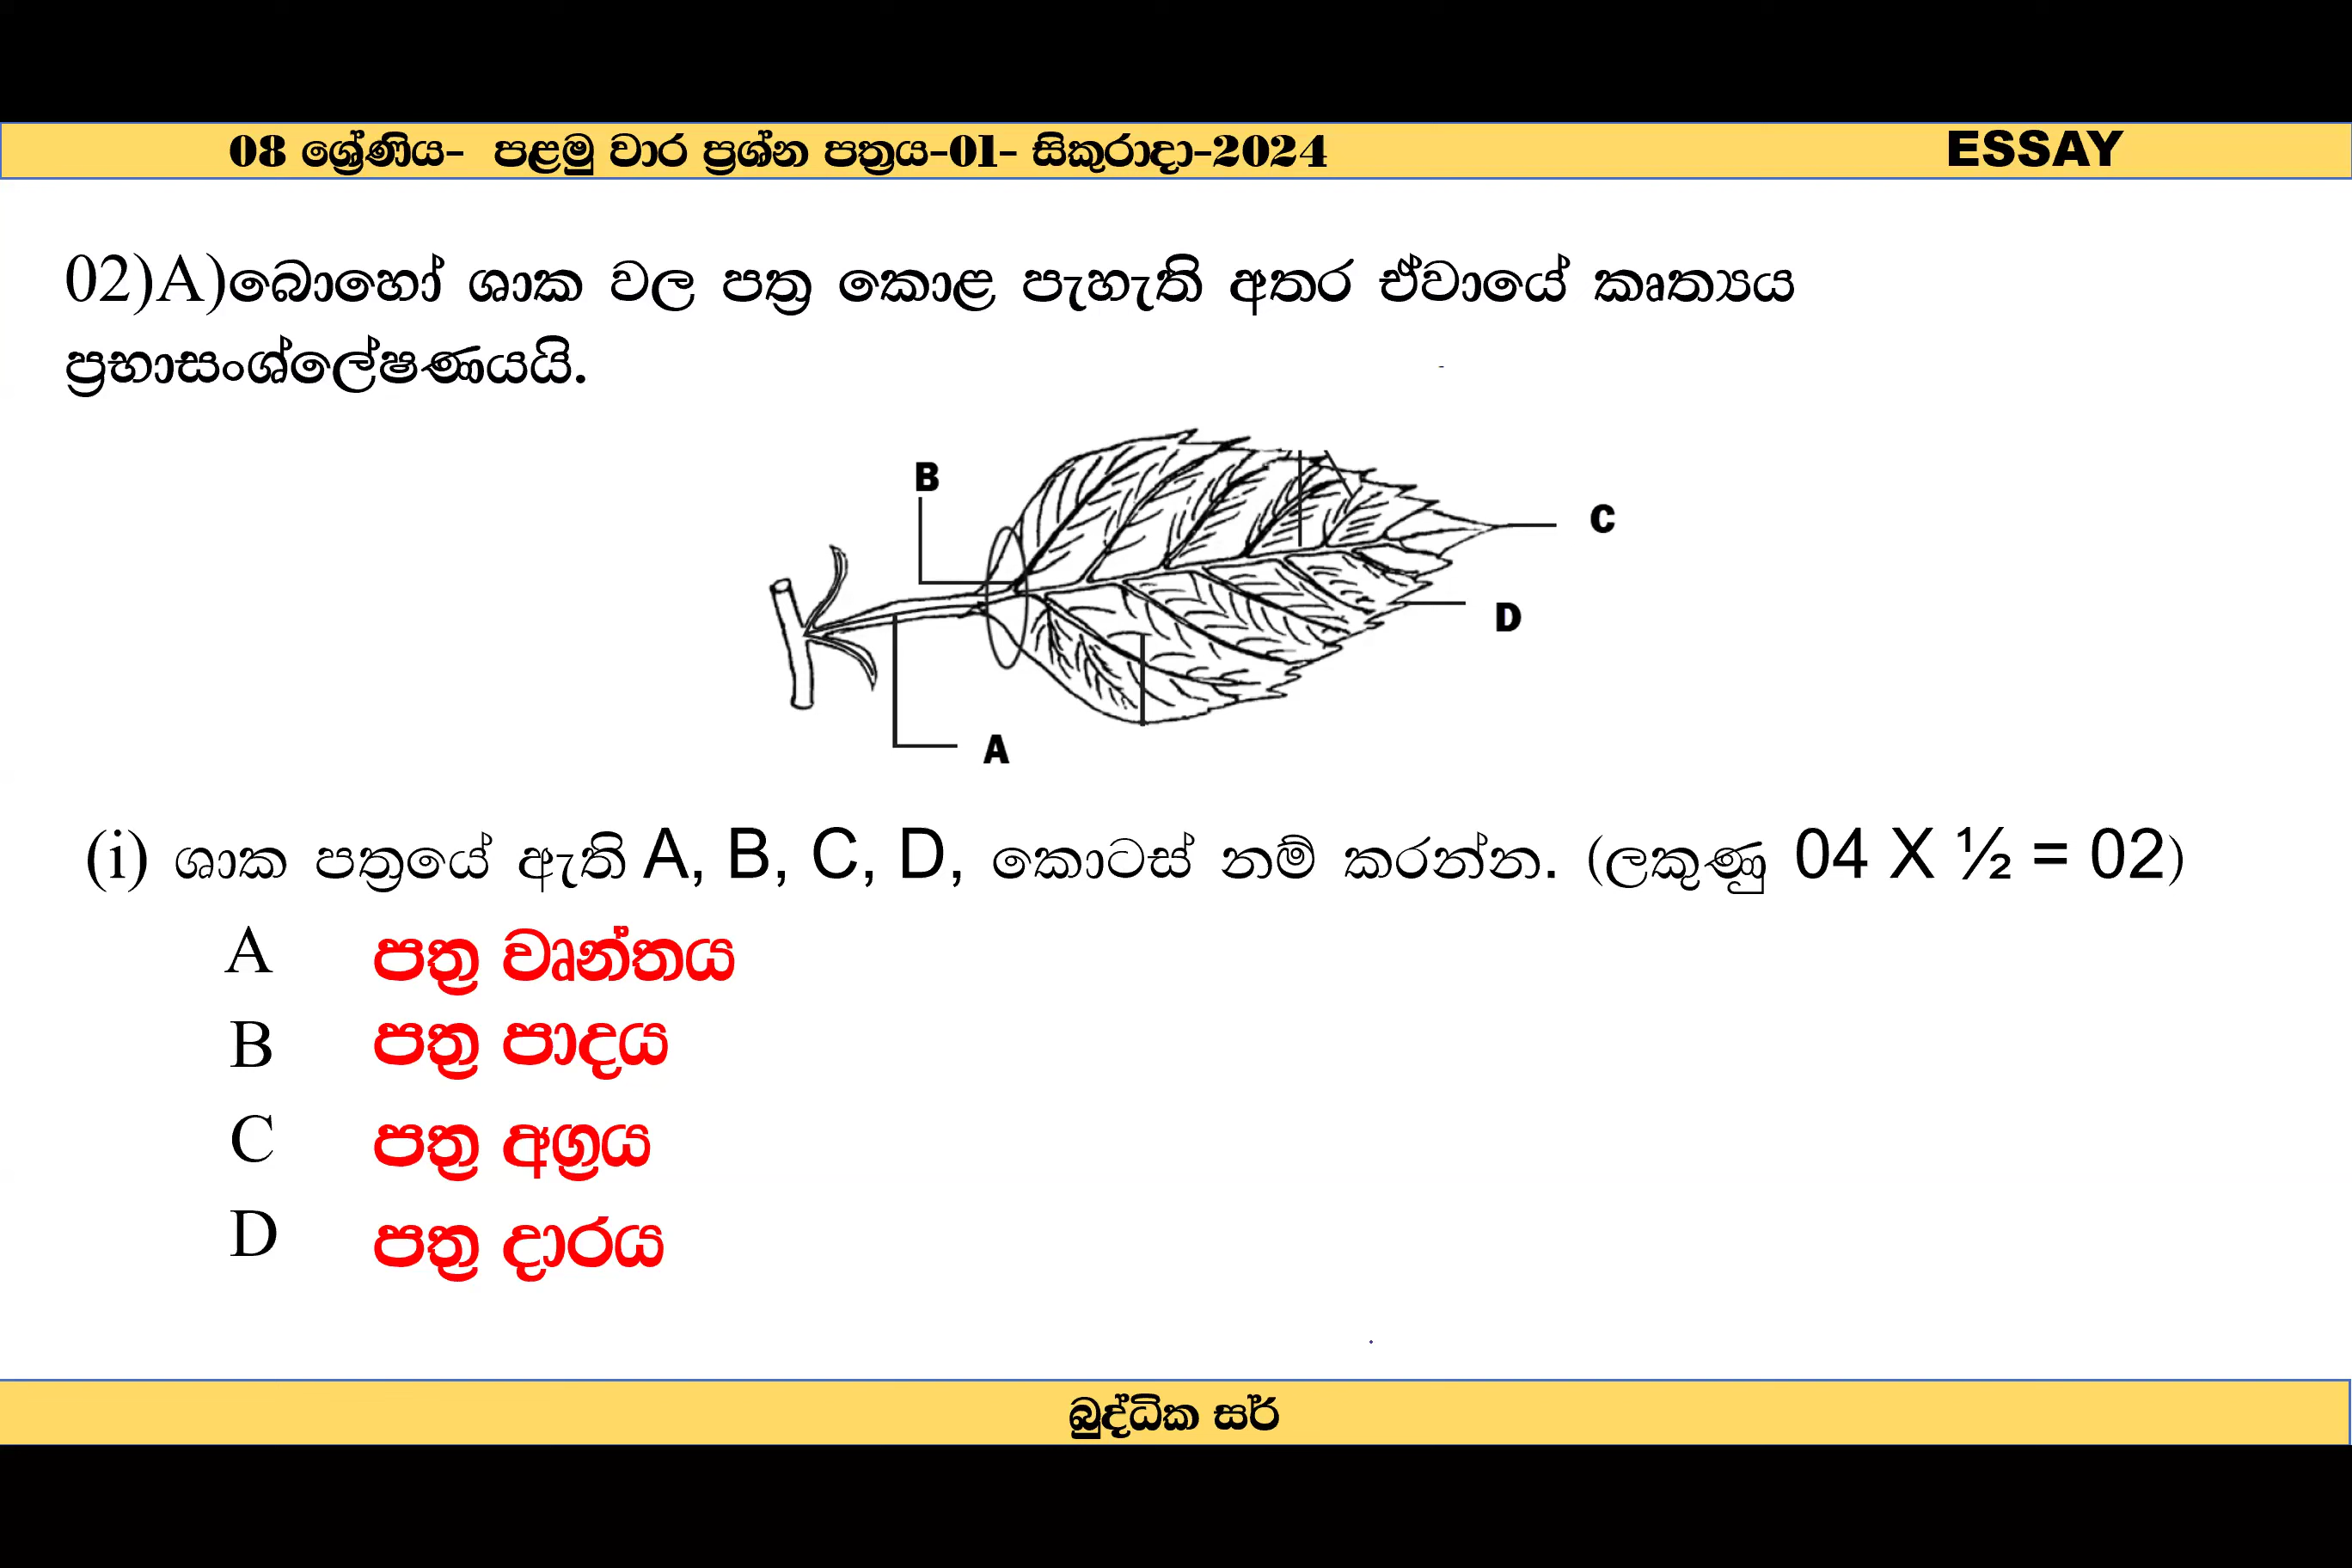 08 ශ්‍රේණිය- පළමු වාර ප්‍රශ්න පත්‍රය-01- සිකුරාදා-2024 ESSAY
02)A)බොහෝ ශාක වල පත්‍ර කොළ පැහැති අතර ඒවායේ කෘත්‍යය
ප්‍රභාසංශ්ලේෂණයයි.
B
C
D
A
(i) ශාක පත්‍රයේ ඇති A, B, C, D, කොටස් නම් කරන්න. (ලකුණු 04 X ½ = 02)
A පත්‍ර වෘන්තය
B පත්‍ර පාදය
C පත්‍ර අග්‍රය
D පත්‍ර දාරය
බුද්ධික සර්